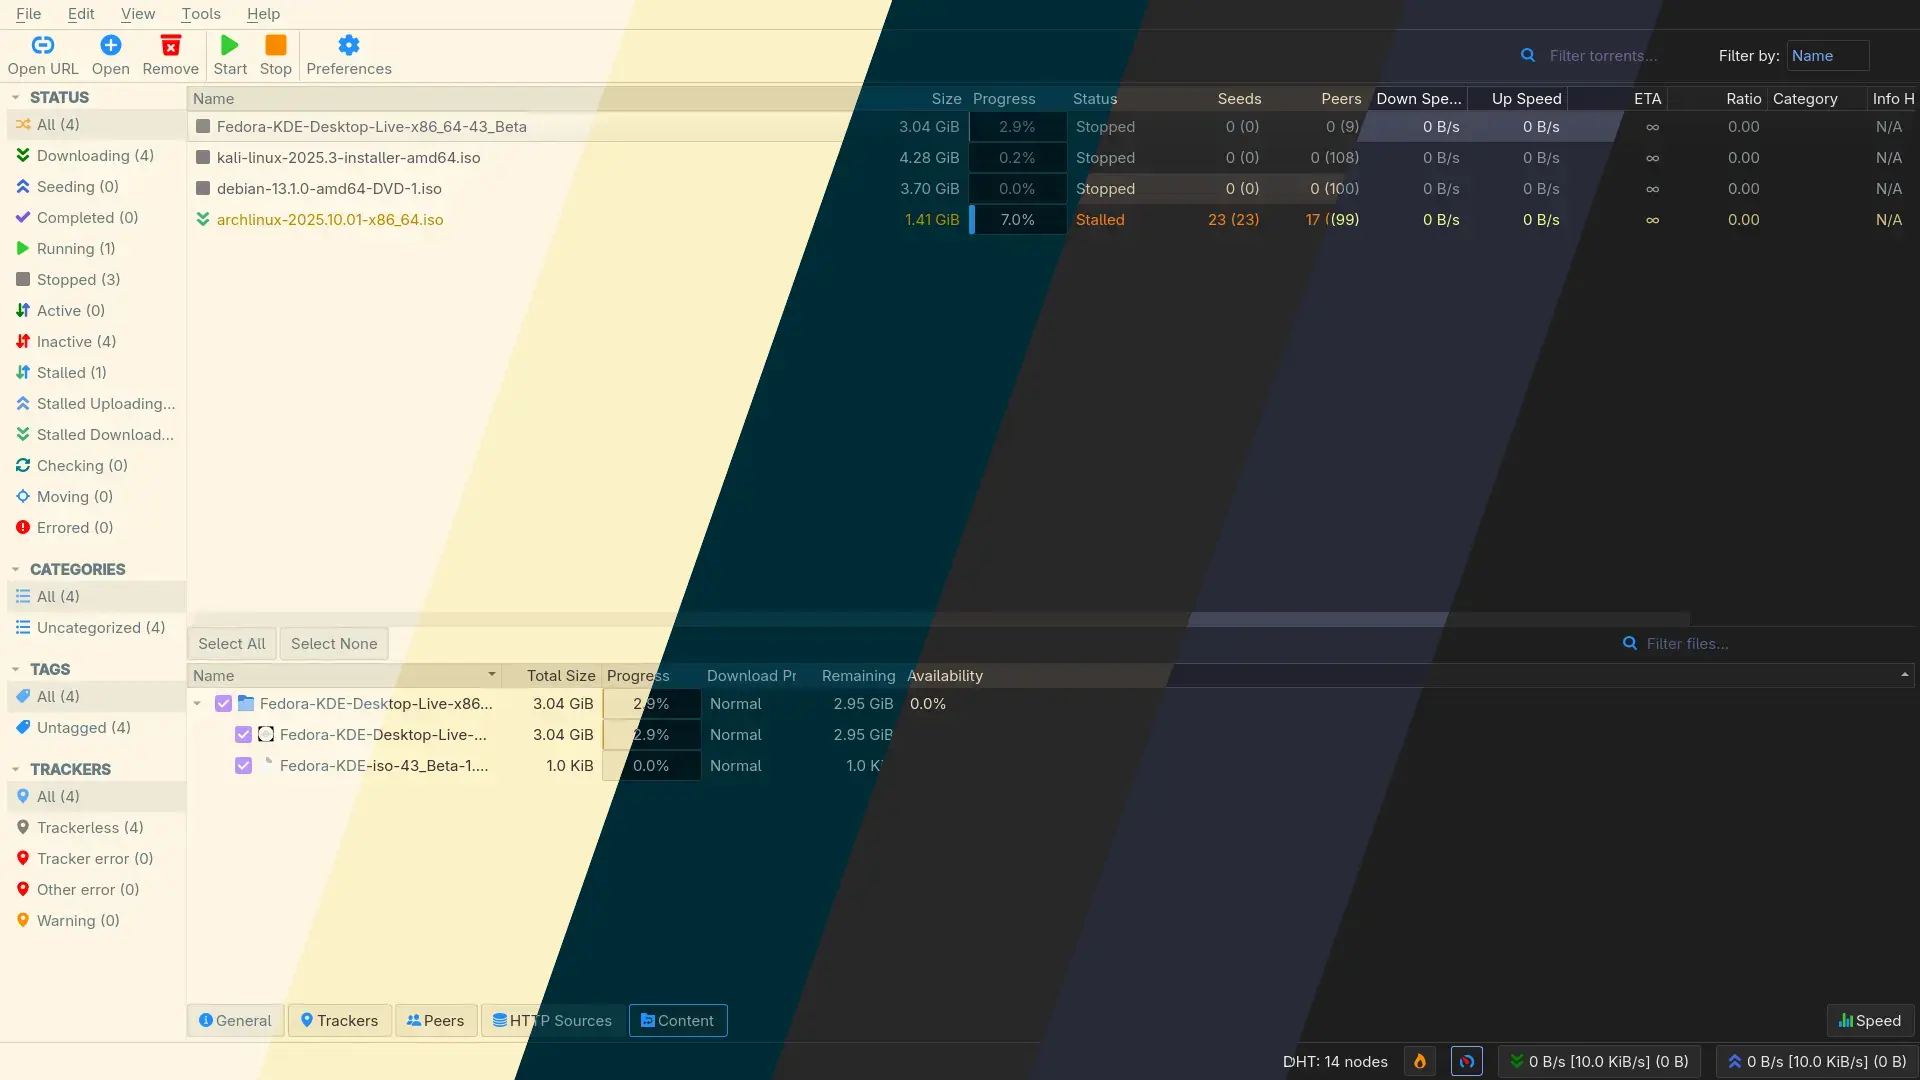 File Edit View Tools Help
Open URL Open Remove Start Stop Preferences Filter torrents... Filter by: Name
STATUS
All (4)
Downloading (4)
Seeding (0)
Completed (0)
Running (1)
Stopped (3)
Active (0)
Inactive (4)
Stalled (1)
Stalled Uploading...
Stalled Download...
Checking (0)
Moving (0)
Errored (0)
CATEGORIES
All (4)
Uncategorized (4)
TAGS
All (4)
Untagged (4)
TRACKERS
All (4)
Trackerless (4)
Tracker error (0)
Other error (0)
Warning (0)
Name Size Progress Status Seeds Peers Down Spe... Up Speed ETA Ratio Category Info H
Fedora-KDE-Desktop-Live-x86_64-43_Beta 3.04 GiB 2.9% Stopped 0 (0) 0 (9) 0 B/s 0 B/s ∞ 0.00 N/A
kali-linux-2025.3-installer-amd64.iso 4.28 GiB 0.2% Stopped 0 (0) 0 (108) 0 B/s 0 B/s ∞ 0.00 N/A
debian-13.1.0-amd64-DVD-1.iso 3.70 GiB 0.0% Stopped 0 (0) 0 (100) 0 B/s 0 B/s ∞ 0.00 N/A
archlinux-2025.10.01-x86_64.iso 1.41 GiB 7.0% Stalled 23 (23) 17 ((99) 0 B/s 0 B/s ∞ 0.00 N/A
Select All Select None Filter files...
Name Total Size Progress Download Pr Remaining Availability
Fedora-KDE-Desktop-Live-x86... 3.04 GiB 2.9% Normal 2.95 GiB 0.0%
Fedora-KDE-Desktop-Live-... 3.04 GiB 2.9% Normal 2.95 GiB
Fedora-KDE-iso-43_Beta-1.... 1.0 KiB 0.0% Normal 1.0 K
General Trackers Peers HTTP Sources Content Speed
DHT: 14 nodes 0 B/s [10.0 KiB/s] (0 B) 0 B/s [10.0 KiB/s] (0 B)